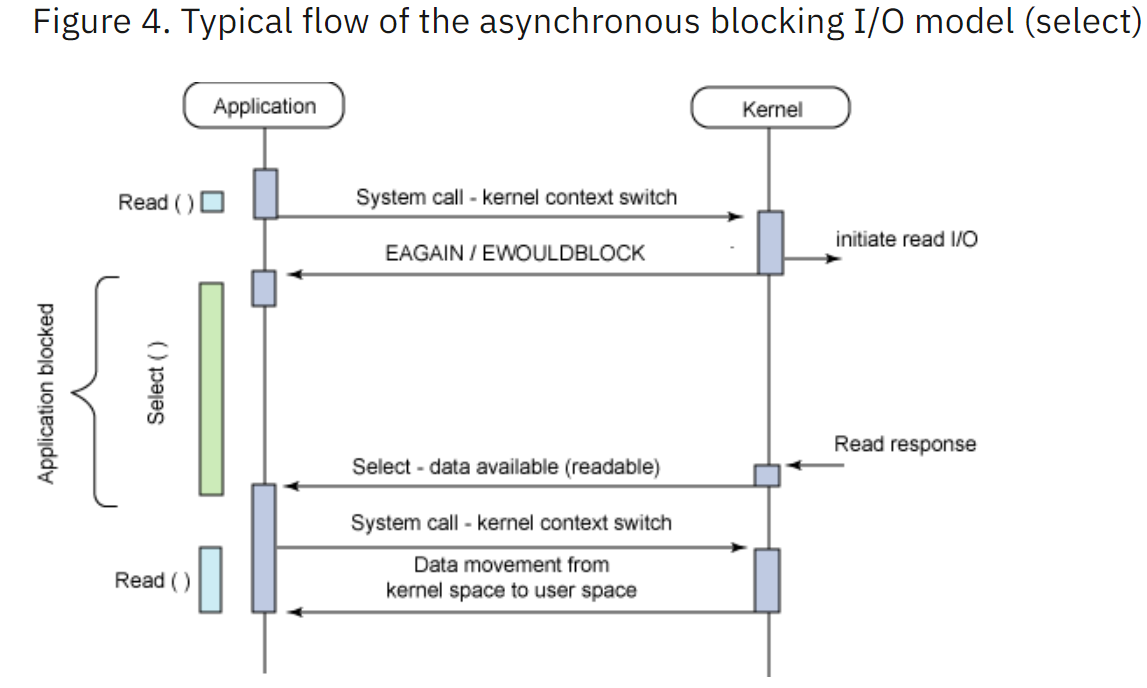 Figure 4. Typical flow of the asynchronous blocking I/O model (select)
Application
Kernel
Read ( )
System call - kernel context switch
initiate read I/O
EAGAIN / EWOULDBLOCK
Application blocked
Select ( )
Read response
Select - data available (readable)
System call - kernel context switch
Read ( )
Data movement from
kernel space to user space